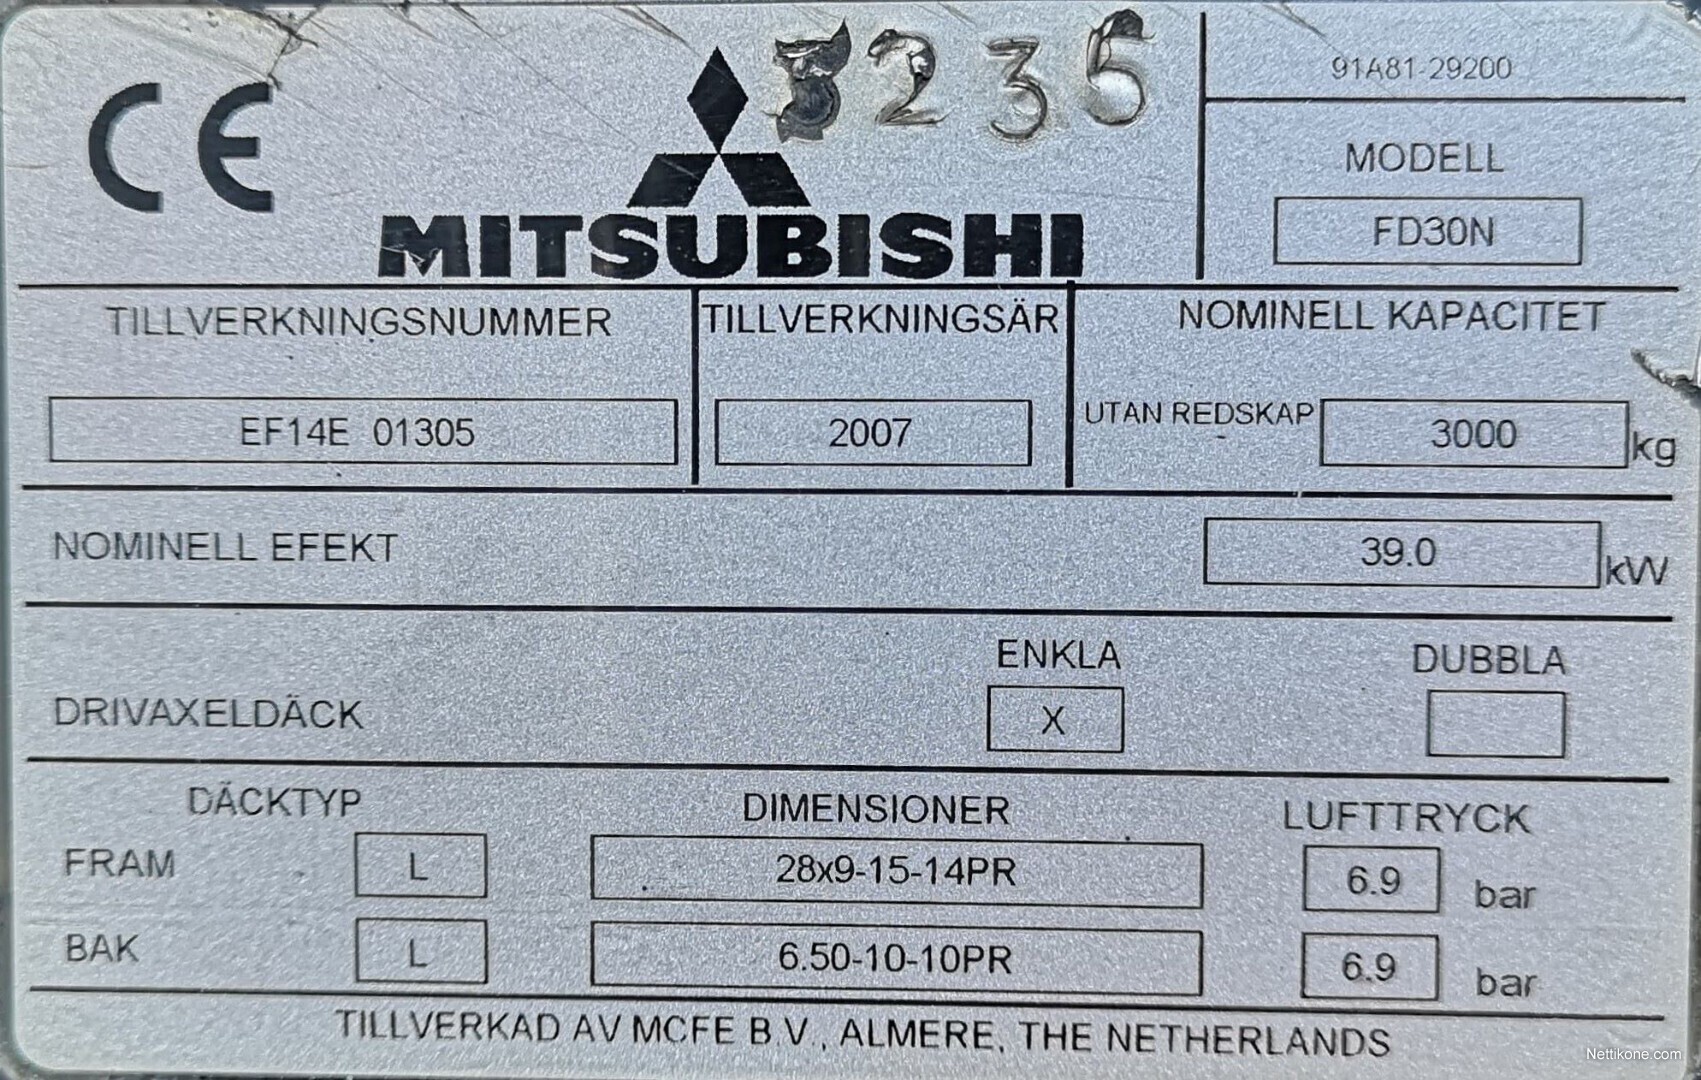 CE
3236
91A81-29200
MITSUBISHI
MODELL
FD30N
TILLVERKNINGSNUMMER
TILLVERKNINGSÄR
NOMINELL KAPACITET
EF14E 01305
2007
UTAN REDSKAP 3000 kg
NOMINELL EFEKT 39.0 kW
ENKLA DUBBLA
DRIVAXELDÄCK X
DÄCKTYP DIMENSIONER LUFTTRYCK
FRAM L 28x9-15-14PR 6.9 bar
BAK L 6.50-10-10PR 6.9 bar
TILLVERKAD AV MCFE B.V., ALMERE, THE NETHERLANDS
Nettikone.com